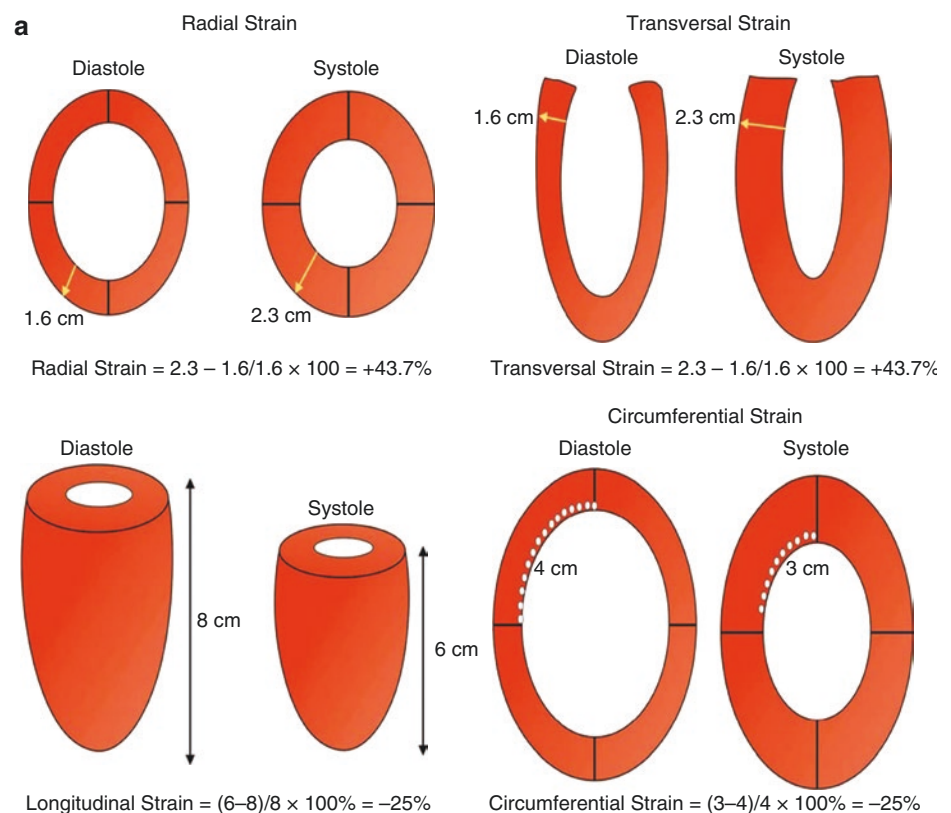 a
Radial Strain
Diastole Systole
1.6 cm
2.3 cm
Radial Strain = 2.3 – 1.6/1.6 × 100 = +43.7%
Transversal Strain
Diastole Systole
1.6 cm
2.3 cm
Transversal Strain = 2.3 – 1.6/1.6 × 100 = +43.7%
Diastole
Systole
8 cm
6 cm
Longitudinal Strain = (6–8)/8 × 100% = –25%
Circumferential Strain
Diastole Systole
4 cm
3 cm
Circumferential Strain = (3–4)/4 × 100% = –25%